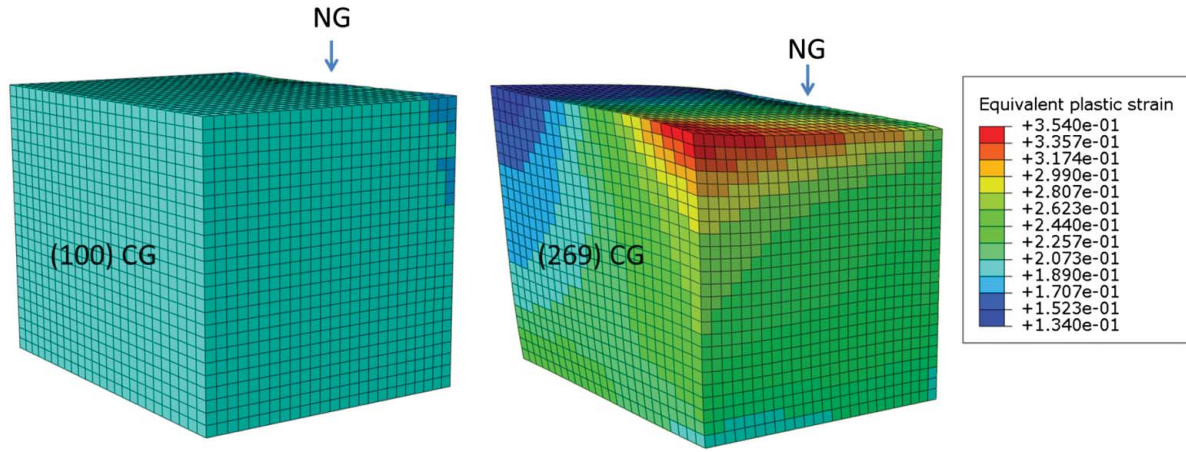 NG
NG
(100) CG
(269) CG
Equivalent plastic strain
+3.540e-01
+3.357e-01
+3.174e-01
+2.990e-01
+2.807e-01
+2.623e-01
+2.440e-01
+2.257e-01
+2.073e-01
+1.890e-01
+1.707e-01
+1.523e-01
+1.340e-01